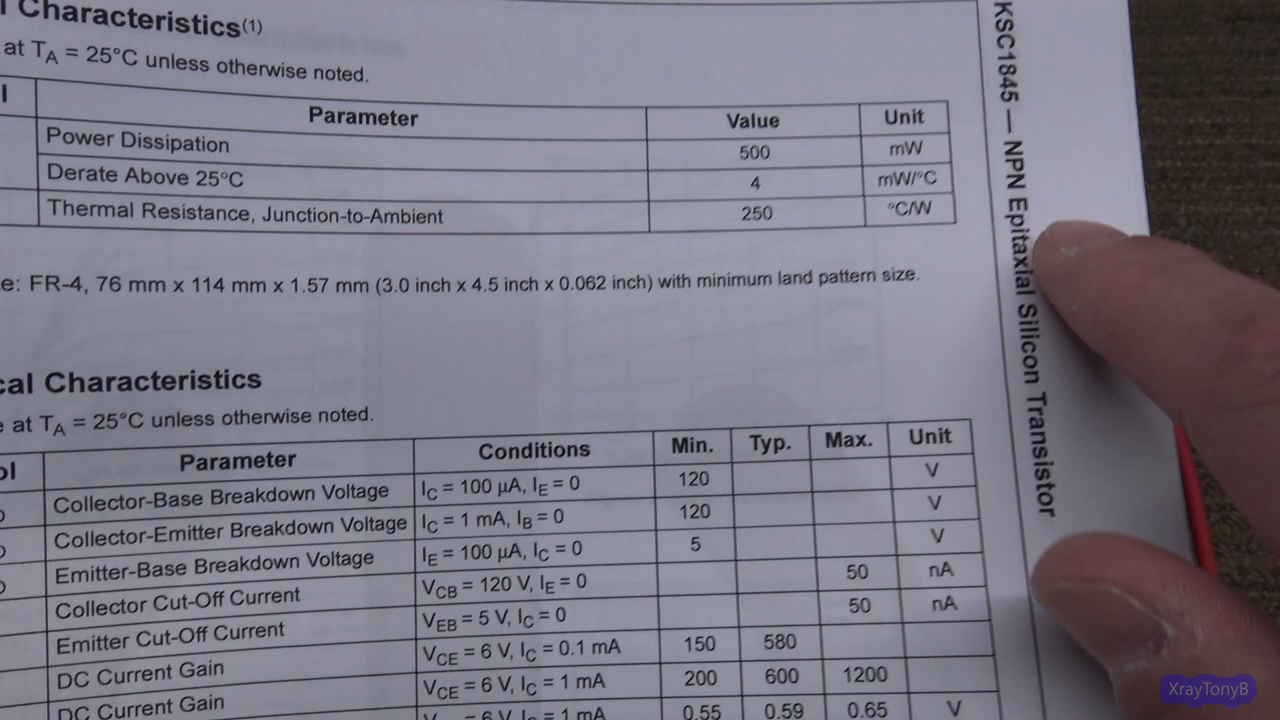 l Characteristics(1)
at TA = 25°C unless otherwise noted.
l Parameter Value Unit
Power Dissipation 500 mW
Derate Above 25°C 4 mW/°C
Thermal Resistance, Junction-to-Ambient 250 °C/W
e: FR-4, 76 mm x 114 mm x 1.57 mm (3.0 inch x 4.5 inch x 0.062 inch) with minimum land pattern size.
cal Characteristics
e at TA = 25°C unless otherwise noted.
ol Parameter Conditions Min. Typ. Max. Unit
Collector-Base Breakdown Voltage IC = 100 μA, IE = 0 120 V
Collector-Emitter Breakdown Voltage IC = 1 mA, IB = 0 120 V
Emitter-Base Breakdown Voltage IE = 100 μA, IC = 0 5 V
Collector Cut-Off Current VCB = 120 V, IE = 0 50 nA
Emitter Cut-Off Current VEB = 5 V, IC = 0 50 nA
DC Current Gain VCE = 6 V, IC = 0.1 mA 150 580
DC Current Gain VCE = 6 V, IC = 1 mA 200 600 1200
= 6 V, IC = 1 mA 0.55 0.59 0.65 V
KSC1845 — NPN Epitaxial Silicon Transistor
XrayTonyB